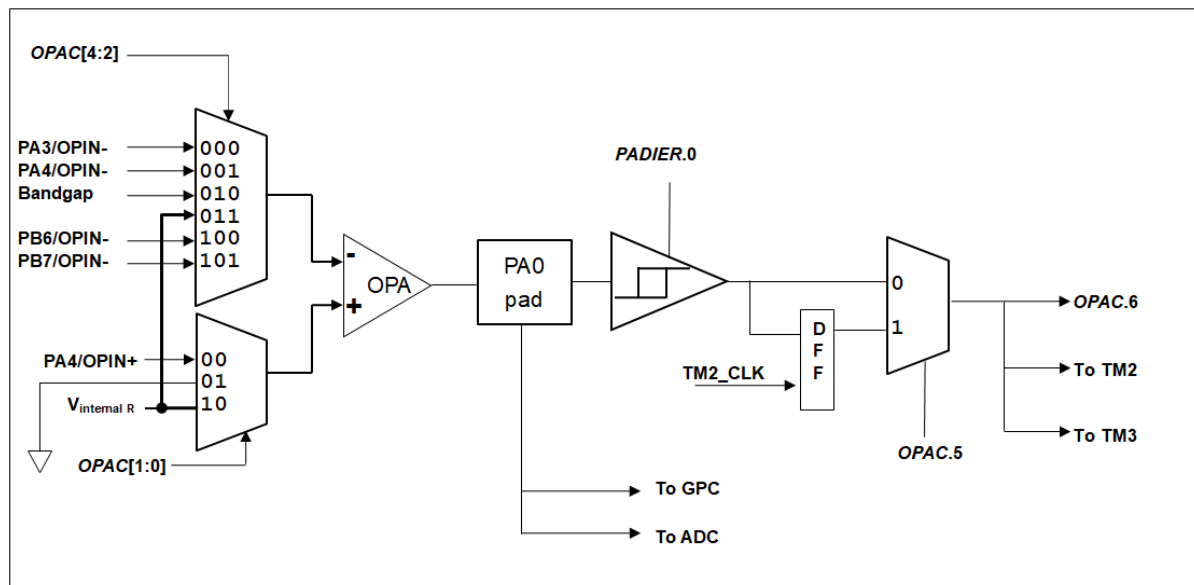 OPAC[4:2]
PA3/OPIN-
PA4/OPIN-
Bandgap
PB6/OPIN-
PB7/OPIN-
000
001
010
011
100
101
PA4/OPIN+
Vinternal R
00
01
10
OPAC[1:0]
-
+
OPA
PA0
pad
PADIER.0
TM2_CLK
D
F
F
0
1
OPAC.5
OPAC.6
To TM2
To TM3
To GPC
To ADC